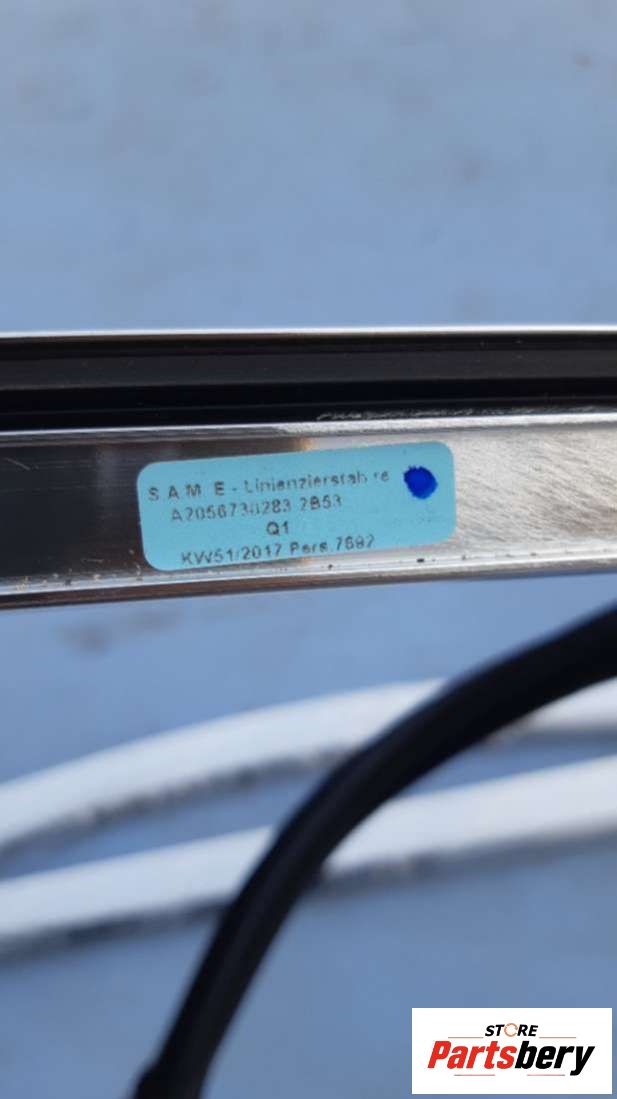 S.A.M. E - Linienzierstab re
A2056730283 2B53
Q1
KW51/2017 Pers.7692
STORE
Partsbery